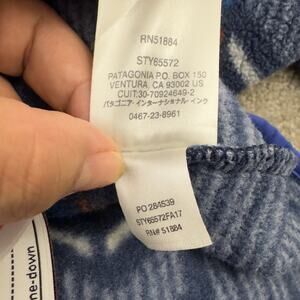 RN51884
STY65572
PATAGONIA P.O. BOX 150
VENTURA, CA 93002 US
CUIT:30-70924649-2
パタゴニア・インターナショナル・インク
0467-23-8961
PO 284539
STY65572FA17
RN# 51884
ne-down